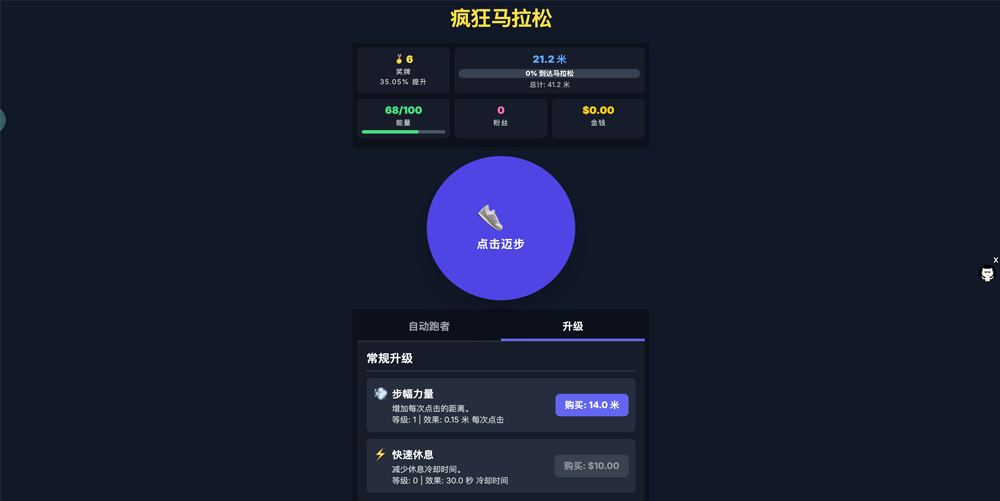 疯狂马拉松
6
奖牌
35.05% 提升
21.2 米
0% 到达马拉松
总计: 41.2 米
68/100
能量
0
粉丝
$0.00
金钱
点击迈步
自动跑者
升级
常规升级
步幅力量
增加每次点击的距离。
等级: 1 | 效果: 0.15 米 每次点击
购买: 14.0 米
快速休息
减少休息冷却时间。
等级: 0 | 效果: 30.0 秒 冷却时间
购买: $10.00
x